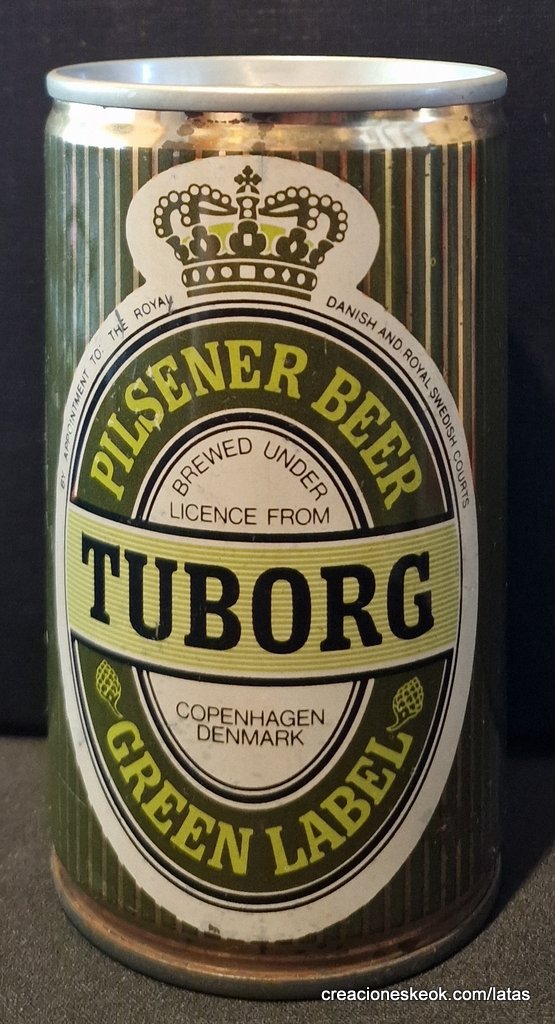 BY APPOINTMENT TO: THE ROYAL DANISH AND ROYAL SWEDISH COURTS
PILSENER BEER
BREWED UNDER
LICENCE FROM
TUBORG
COPENHAGEN
DENMARK
GREEN LABEL
creacioneskeok.com/latas